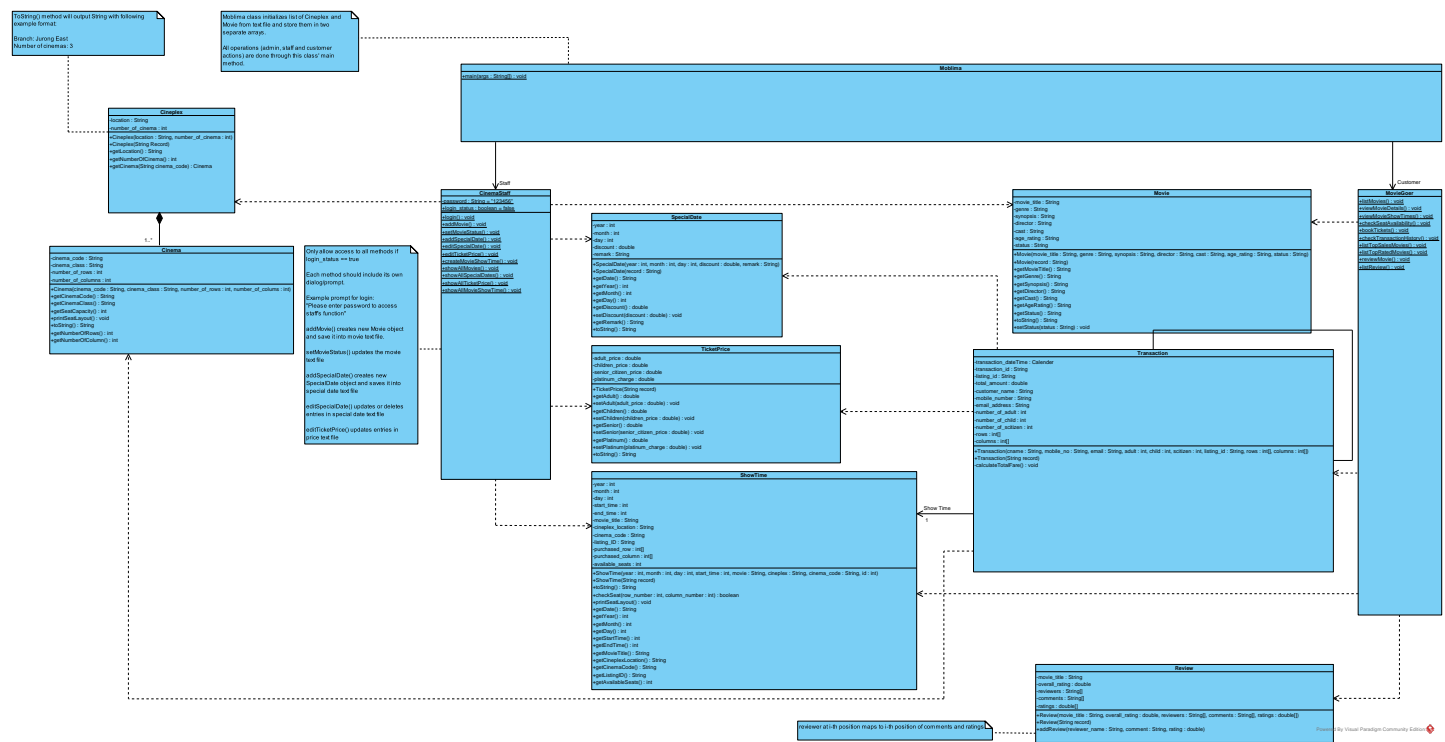 ToString() method will output String with following
example format:
Branch: Jurong East
Number of cinemas: 3
Moblima class initializes list of Cineplex and
Movie from text file and store them in two
separate arrays.
All operations (admin, staff and customer
actions) are done through this class' main
method.
Moblima
+main(args : String[]) : void
Cineplex
-location : String
-number_of_cinema : int
+Cineplex(location : String, number_of_cinema : int)
+Cineplex(String Record)
+getLocation() : String
+getNumberOfCinema() : int
+getCinema(String cinema_code) : Cinema
1..*
Cinema
-cinema_code : String
-cinema_class : String
-number_of_rows : int
-number_of_columns : int
+Cinema(cinema_code : String, cinema_class : String, number_of_rows : int, number_of_colums : int)
+getCinemaCode() : String
+getCinemaClass() : String
+getSeatCapacity() : int
+printSeatLayout() : void
+toString() : String
+getNumberOfRows() : int
+getNumberOfColumn() : int
Only allow access to all methods if
login_status == true
Each method should include its own
dialog/prompt.
Example prompt for login:
"Please enter password to access
staff's function"
addMovie() creates new Movie object
and save it into movie text file.
setMovieStatus() updates the movie
text file
addSpecialDate() creates new
SpecialDate object and saves it into
special date text file
editSpecialDate() updates or deletes
entries in special date text file
editTicketPrice() updates entries in
price text file
Staff
CinemaStaff
-password : String = "123456"
+login_status : boolean = false
+login() : void
+addMovie() : void
+setMovieStatus() : void
+addSpecialDate() : void
+editSpecialDate() : void
+editTicketPrice() : void
+createMovieShowTime() : void
+showAllMovies() : void
+showAllSpecialDates() : void
+showAllTicketPrice() : void
+showAllMovieShowTime() : void
SpecialDate
-year : int
-month : int
-day : int
-discount : double
-remark : String
+SpecialDate(year : int, month : int, day : int, discount : double, remark : String)
+SpecialDate(record : String)
+getDate() : String
+getYear() : int
+getMonth() : int
+getDay() : int
+getDiscount() : double
+setDiscount(discount : double) : void
+getRemark() : String
+toString() : String
TicketPrice
-adult_price : double
-children_price : double
-senior_citizen_price : double
-platinum_charge : double
+TicketPrice(String record)
+getAdult() : double
+setAdult(adult_price : double) : void
+getChildren() : double
+setChildren(children_price : double) : void
+getSenior() : double
+setSenior(senior_citizen_price : double) : void
+getPlatinum() : double
+setPlatinum(platinum_charge : double) : void
+toString() : String
ShowTime
-year : int
-month : int
-day : int
-start_time : int
-end_time : int
-movie_title : String
-cineplex_location : String
-cinema_code : String
-listing_ID : String
-purchased_row : int[]
-purchased_column : int[]
-available_seats : int
+ShowTime(year : int, month : int, day : int, start_time : int, movie : String, cineplex : String, cinema_code : String, id : int)
+ShowTime(String record)
+toString() : String
+checkSeat(row_number : int, column_number : int) : boolean
+printSeatLayout() : void
+getDate() : String
+getYear() : int
+getMonth() : int
+getDay() : int
+getStartTime() : int
+getEndTime() : int
+getMovieTitle() : String
+getCineplexLocation() : String
+getCinemaCode() : String
+getListingID() : String
+getAvailableSeats() : int
Movie
-movie_title : String
-genre : String
-synopsis : String
-director : String
-cast : String
-age_rating : String
-status : String
+Movie(movie_title : String, genre : String, synopsis : String, director : String, cast : String, age_rating : String, status : String)
+Movie(record : String)
+getMovieTitle() : String
+getGenre() : String
+getSynopsis() : String
+getDirector() : String
+getCast() : String
+getAgeRating() : String
+getStatus() : String
+toString() : String
+setStatus(status : String) : void
Customer
MovieGoer
+listMovies() : void
+viewMovieDetails() : void
+viewMovieShowTimes() : void
+checkSeatAvailability() : void
+bookTickets() : void
+checkTransactionHistory() : void
+listTopSalesMovies() : void
+listTopRatedMovies() : void
+reviewMovie() : void
+listReview() : void
Transaction
-transaction_dateTime : Calender
-transaction_id : String
-listing_id : String
-total_amount : double
-customer_name : String
-mobile_number : String
-email_address : String
-number_of_adult : int
-number_of_child : int
-number_of_scitizen : int
-rows : int[]
-columns : int[]
+Transaction(cname : String, mobile_no : String, email : String, adult : int, child : int, scitizen : int, listing_id : String, rows : int[], columns : int[])
+Transaction(String record)
-calculateTotalFare() : void
Show Time
1
Review
-movie_title : String
-overall_rating : double
-reviewers : String[]
-comments : String[]
-ratings : double[]
+Review(movie_title : String, overall_rating : double, reviewers : String[], comments : String[], ratings : double[])
+Review(String record)
+addReview(reviewer_name : String, comment : String, rating : double)
reviewer at i-th position maps to i-th position of comments and ratings
Powered By Visual Paradigm Community Edition